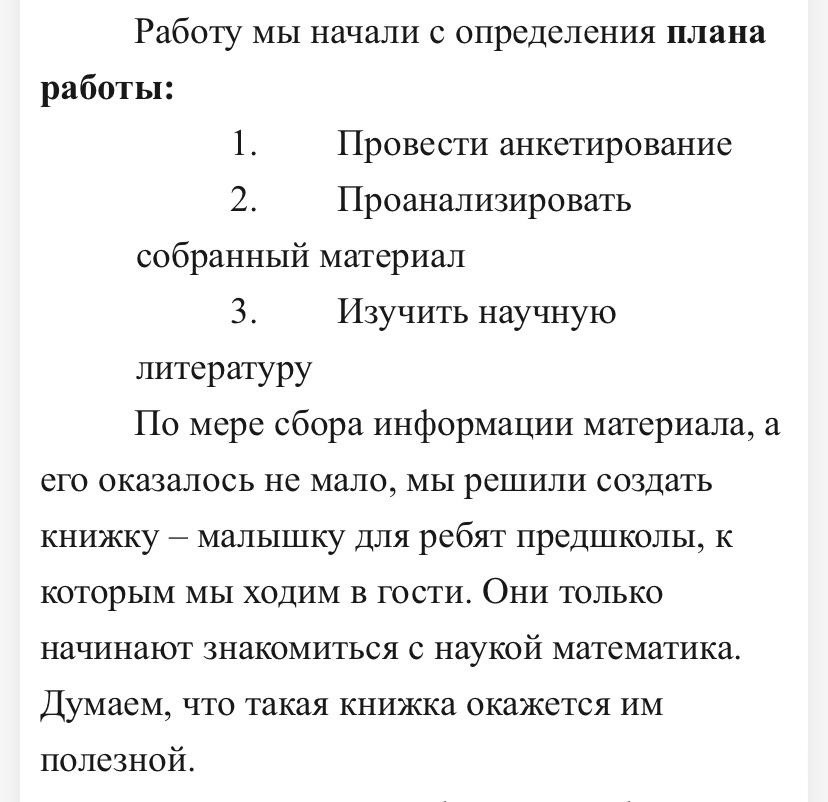 Работу мы начали с определения плана
работы:
1. Провести анкетирование
2. Проанализировать
собранный материал
3. Изучить научную
литературу
По мере сбора информации материала, а
его оказалось не мало, мы решили создать
книжку – малышку для ребят предшколы, к
которым мы ходим в гости. Они только
начинают знакомиться с наукой математика.
Думаем, что такая книжка окажется им
полезной.